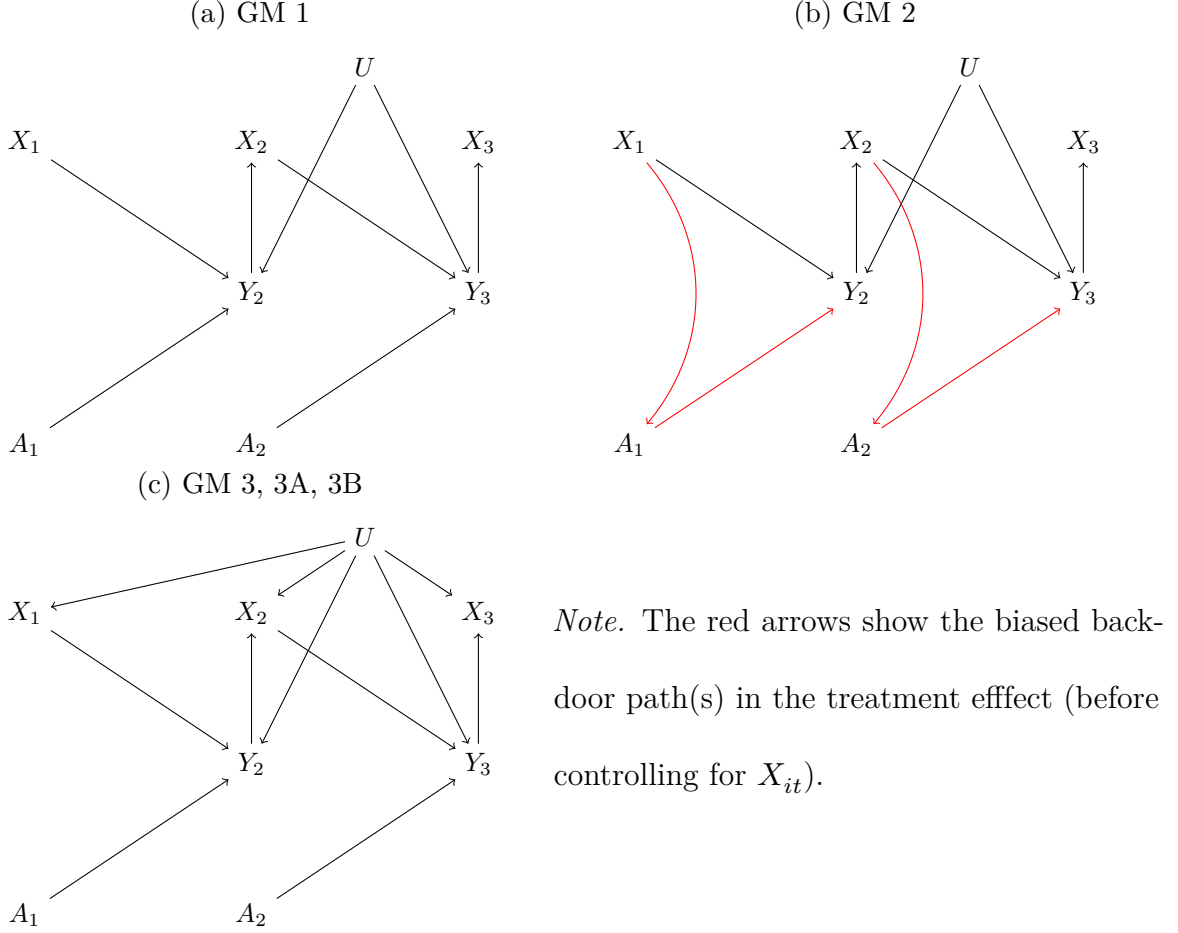 (a) GM 1
(b) GM 2
U
U
X₁
X₂
X₃
X₁
X₂
X₃
Y₂
Y₃
Y₂
Y₃
A₁
A₂
A₁
A₂
(c) GM 3, 3A, 3B
U
X₁
X₂
X₃
Y₂
Y₃
A₁
A₂
Note. The red arrows show the biased back-
door path(s) in the treatment efffect (before
controlling for Xᵢₜ).